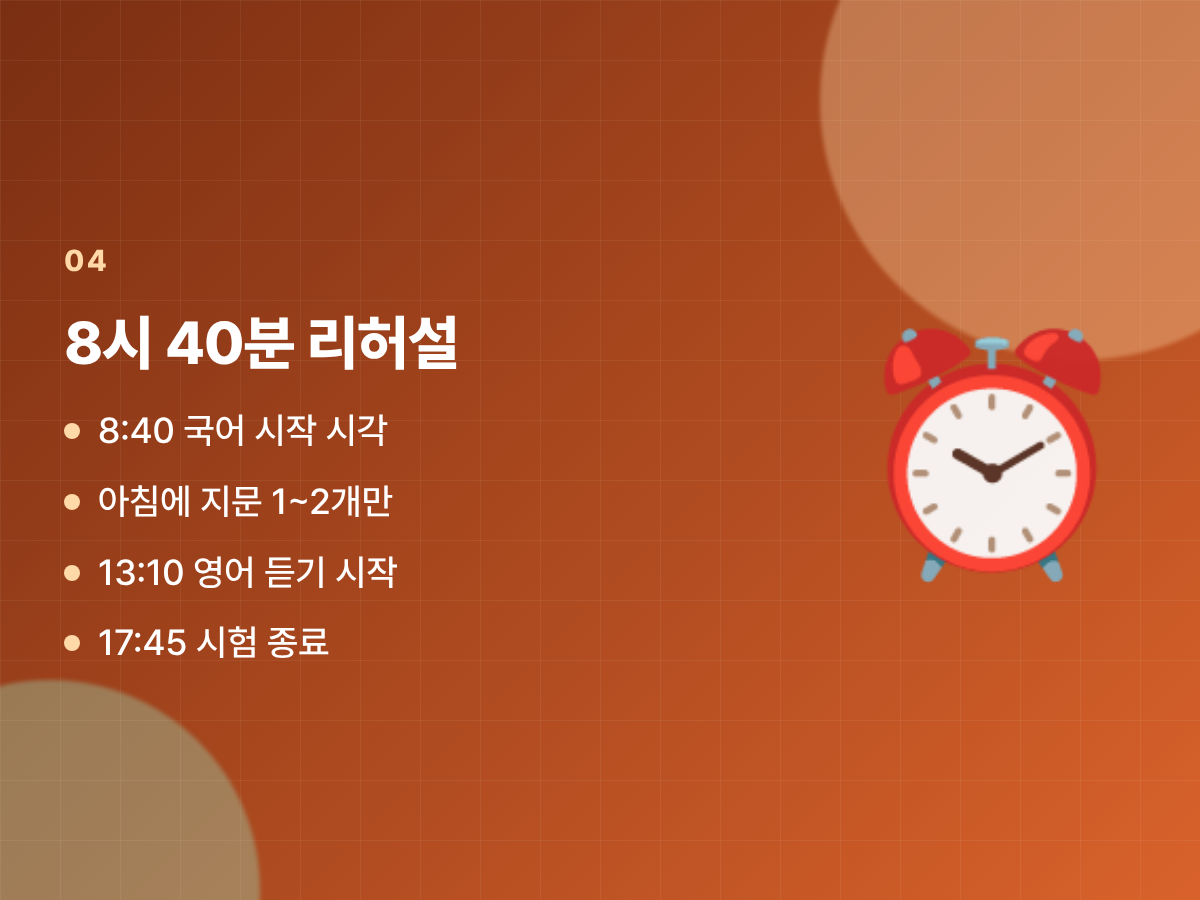 04
8시 40분 리허설
8:40 국어 시작 시각
아침에 지문 1~2개만
13:10 영어 듣기 시작
17:45 시험 종료